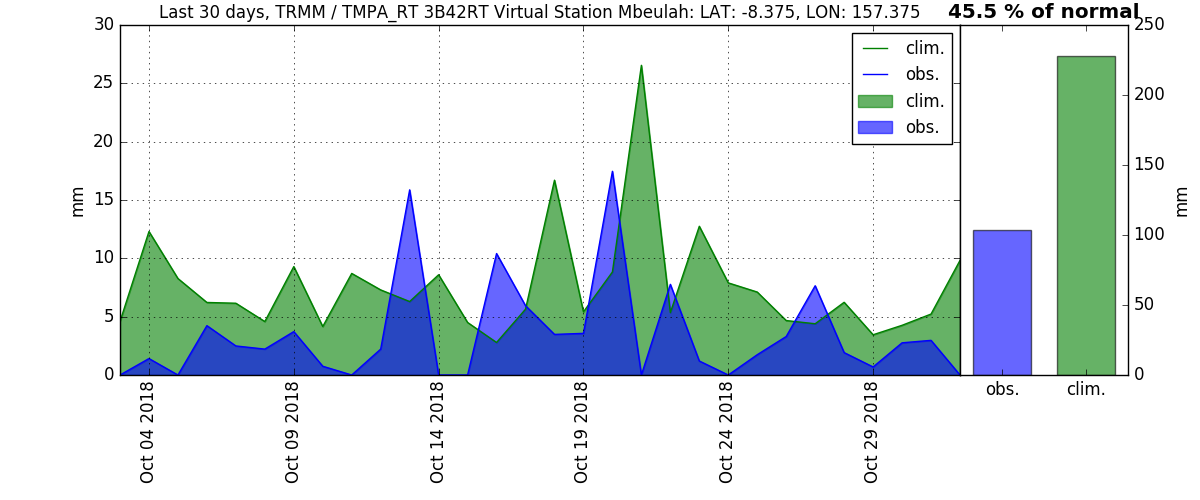 Last 30 days, TRMM / TMPA_RT 3B42RT Virtual Station Mbeulah: LAT: -8.375, LON: 157.375
45.5 % of normal
30
25
20
15
10
5
0
mm
clim.
obs.
clim.
obs.
Oct 04 2018
Oct 09 2018
Oct 14 2018
Oct 19 2018
Oct 24 2018
Oct 29 2018
250
200
150
100
50
0
mm
obs.
clim.